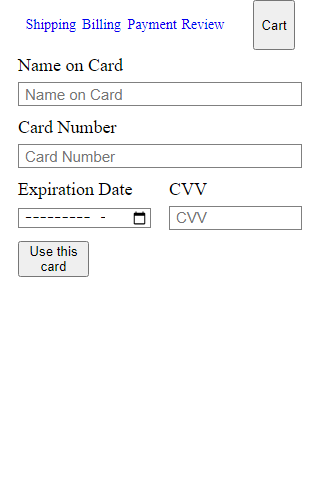 Shipping Billing Payment Review Cart
Name on Card
Name on Card
Card Number
Card Number
Expiration Date CVV
--------- - CVV
Use this
card